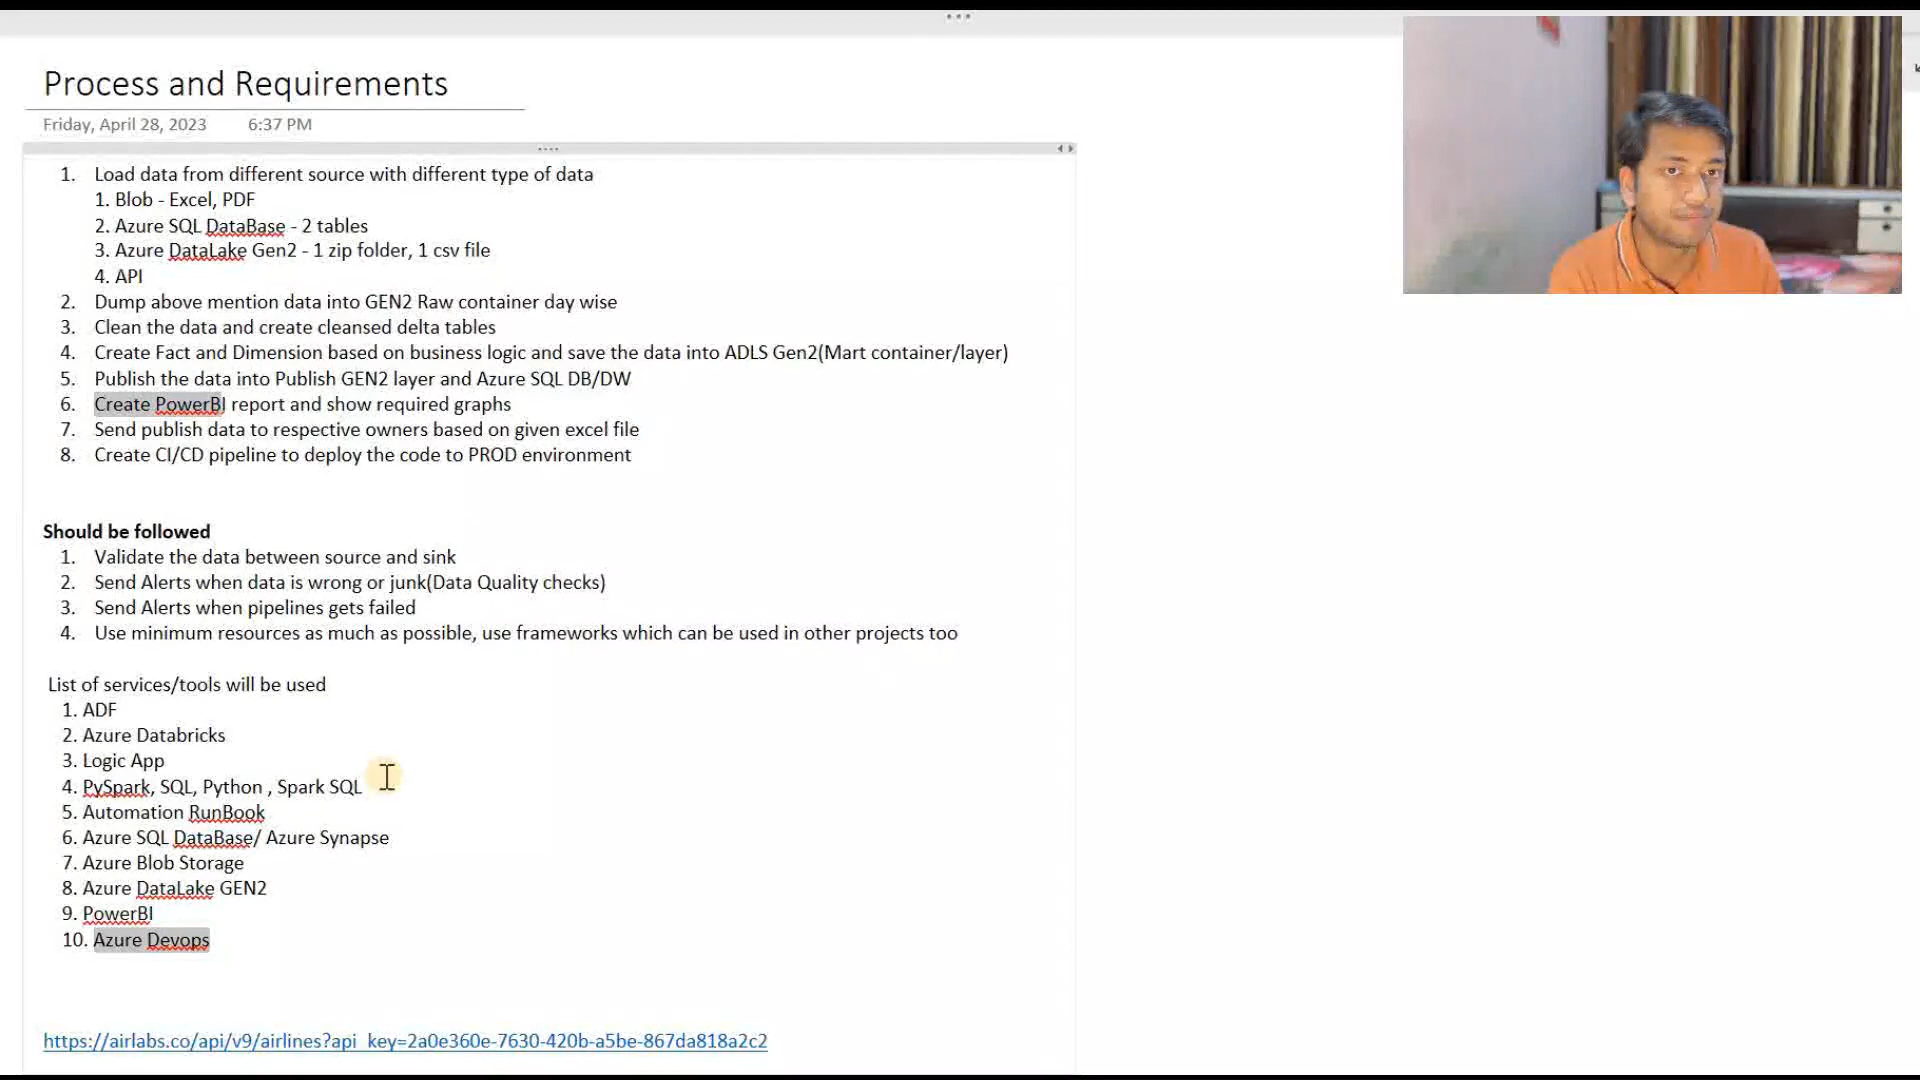 Process and Requirements
Friday, April 28, 2023 6:37 PM
1. Load data from different source with different type of data
1. Blob - Excel, PDF
2. Azure SQL DataBase - 2 tables
3. Azure DataLake Gen2 - 1 zip folder, 1 csv file
4. API
2. Dump above mention data into GEN2 Raw container day wise
3. Clean the data and create cleansed delta tables
4. Create Fact and Dimension based on business logic and save the data into ADLS Gen2(Mart container/layer)
5. Publish the data into Publish GEN2 layer and Azure SQL DB/DW
6. Create PowerBI report and show required graphs
7. Send publish data to respective owners based on given excel file
8. Create CI/CD pipeline to deploy the code to PROD environment
Should be followed
1. Validate the data between source and sink
2. Send Alerts when data is wrong or junk(Data Quality checks)
3. Send Alerts when pipelines gets failed
4. Use minimum resources as much as possible, use frameworks which can be used in other projects too
List of services/tools will be used
1. ADF
2. Azure Databricks
3. Logic App
4. PySpark, SQL, Python , Spark SQL
5. Automation RunBook
6. Azure SQL DataBase/ Azure Synapse
7. Azure Blob Storage
8. Azure DataLake GEN2
9. PowerBI
10. Azure Devops
https://airlabs.co/api/v9/airlines?api_key=2a0e360e-7630-420b-a5be-867da818a2c2